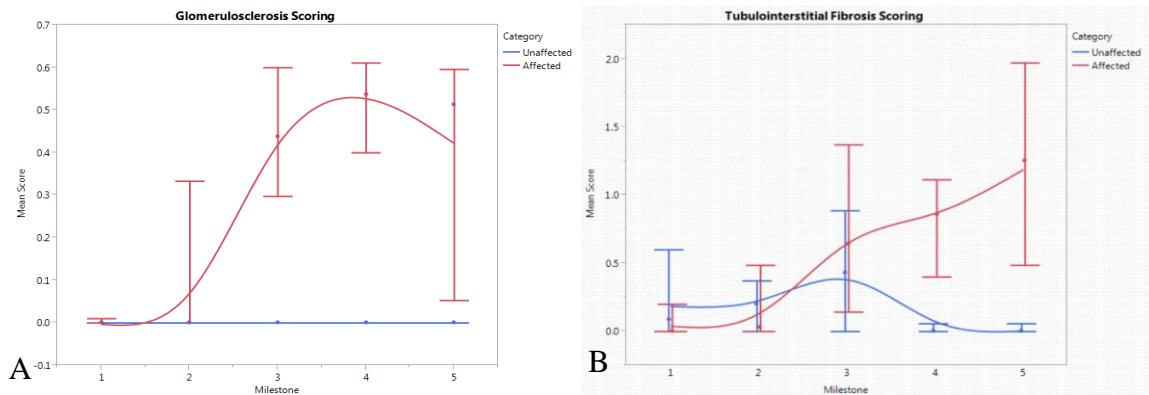 Glomerulosclerosis Scoring
0.7
0.6
0.5
0.4
0.3
0.2
0.1
0.0
-0.1
Mean Score
1 2 3 4 5
Milestone
Category
Unaffected
Affected
A
Tubulointerstitial Fibrosis Scoring
2.0
1.5
1.0
0.5
0.0
Mean Score
1 2 3 4 5
Milestone
Category
Unaffected
Affected
B